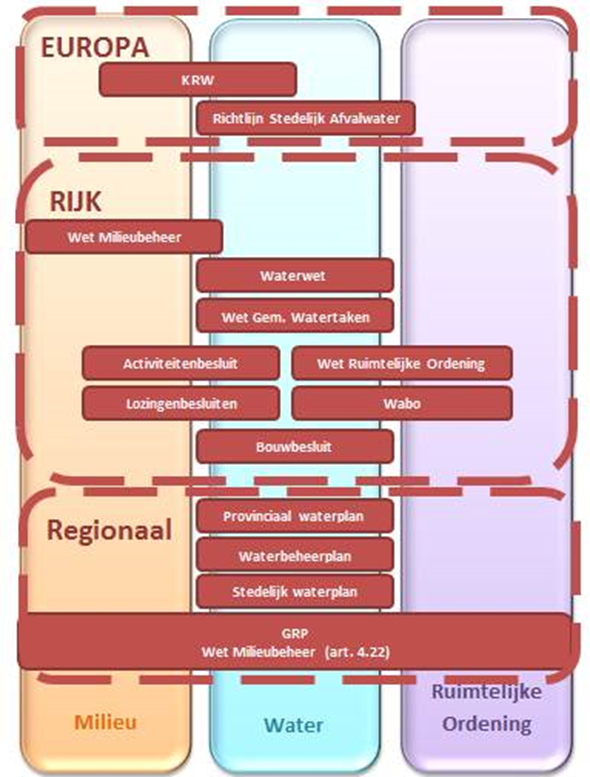 EUROPA
KRW
Richtlijn Stedelijk Afvalwater
RIJK
Wet Milieubeheer
Waterwet
Wet Gem. Watertaken
Activiteitenbesluit
Wet Ruimtelijke Ordening
Lozingenbesluiten
Wabo
Bouwbesluit
Regionaal
Provinciaal waterplan
Waterbeheerplan
Stedelijk waterplan
GRP
Wet Milieubeheer (art. 4.22)
Milieu
Water
Ruimtelijke
Ordening